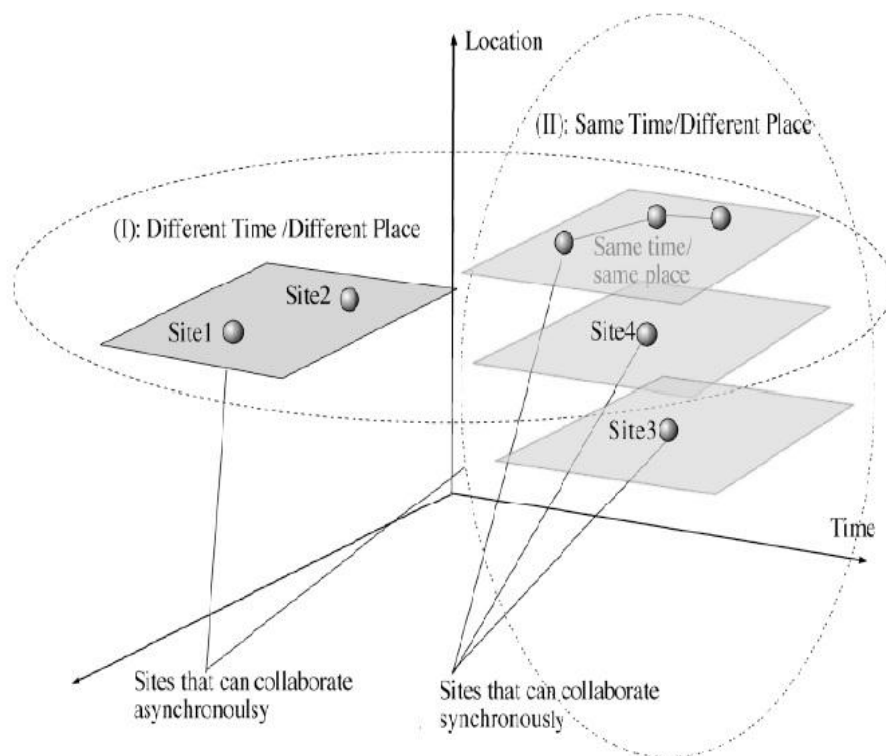 Location
(II): Same Time/Different Place
(I): Different Time /Different Place
Same time/
same place
Site2
Site1
Site4
Site3
Time
Sites that can collaborate
asynchronoulsy
Sites that can collaborate
synchronously